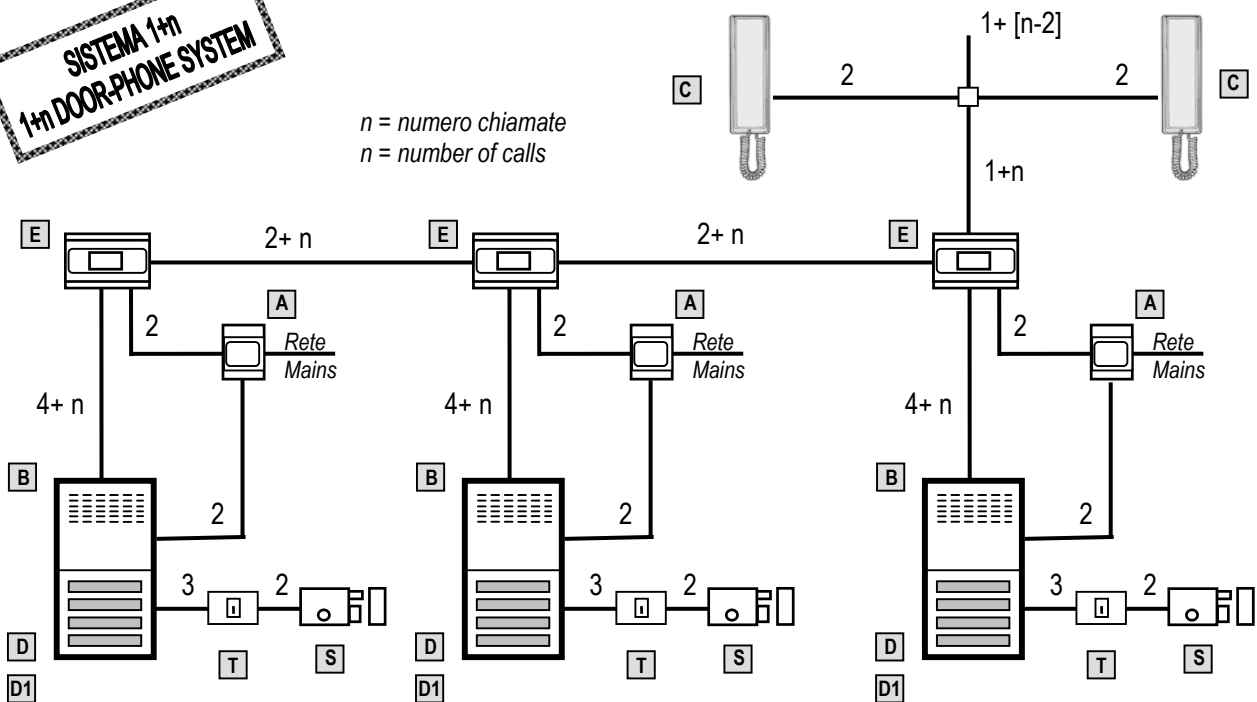 SISTEMA 1+n
1+n DOOR-PHONE SYSTEM
n = numero chiamate
n = number of calls
1+ [n-2]
C
2
2
C
1+n
E
2+ n
E
2+ n
E
A
2
Rete
Mains
A
2
Rete
Mains
A
2
Rete
Mains
4+ n
4+ n
4+ n
B
2
B
2
B
2
3
2
3
2
3
2
D
T
S
D
T
S
D
T
S
D1
D1
D1